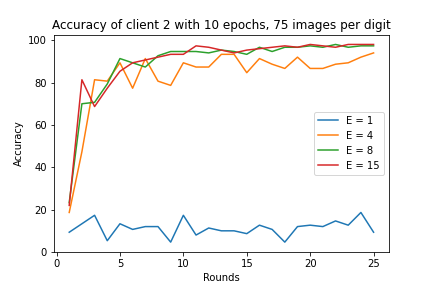 Accuracy of client 2 with 10 epochs, 75 images per digit
100
80
60
40
20
0
Accuracy
E = 1
E = 4
E = 8
E = 15
0 5 10 15 20 25
Rounds